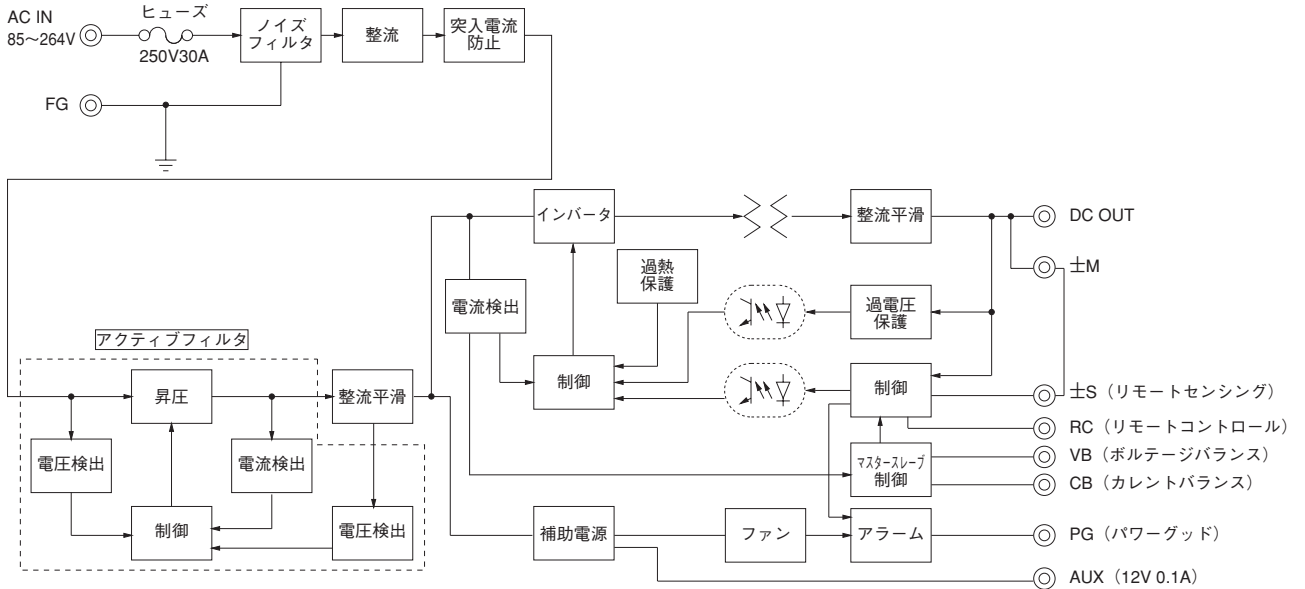 AC IN
85～264V
ヒューズ
250V30A
ノイズ
フィルタ
整流
突入電流
防止
FG
インバータ
整流平滑
DC OUT
過熱
保護
士M
電流検出
過電圧
保護
アクティブフィルタ
昇圧
整流平滑
制御
制御
士S（リモートセンシング）
RC（リモートコントロール）
電圧検出
電流検出
マスタースレーブ
制御
VB（ボルテージバランス）
CB（カレントバランス）
制御
電圧検出
補助電源
ファン
アラーム
PG（パワーグッド）
AUX（12V 0.1A）